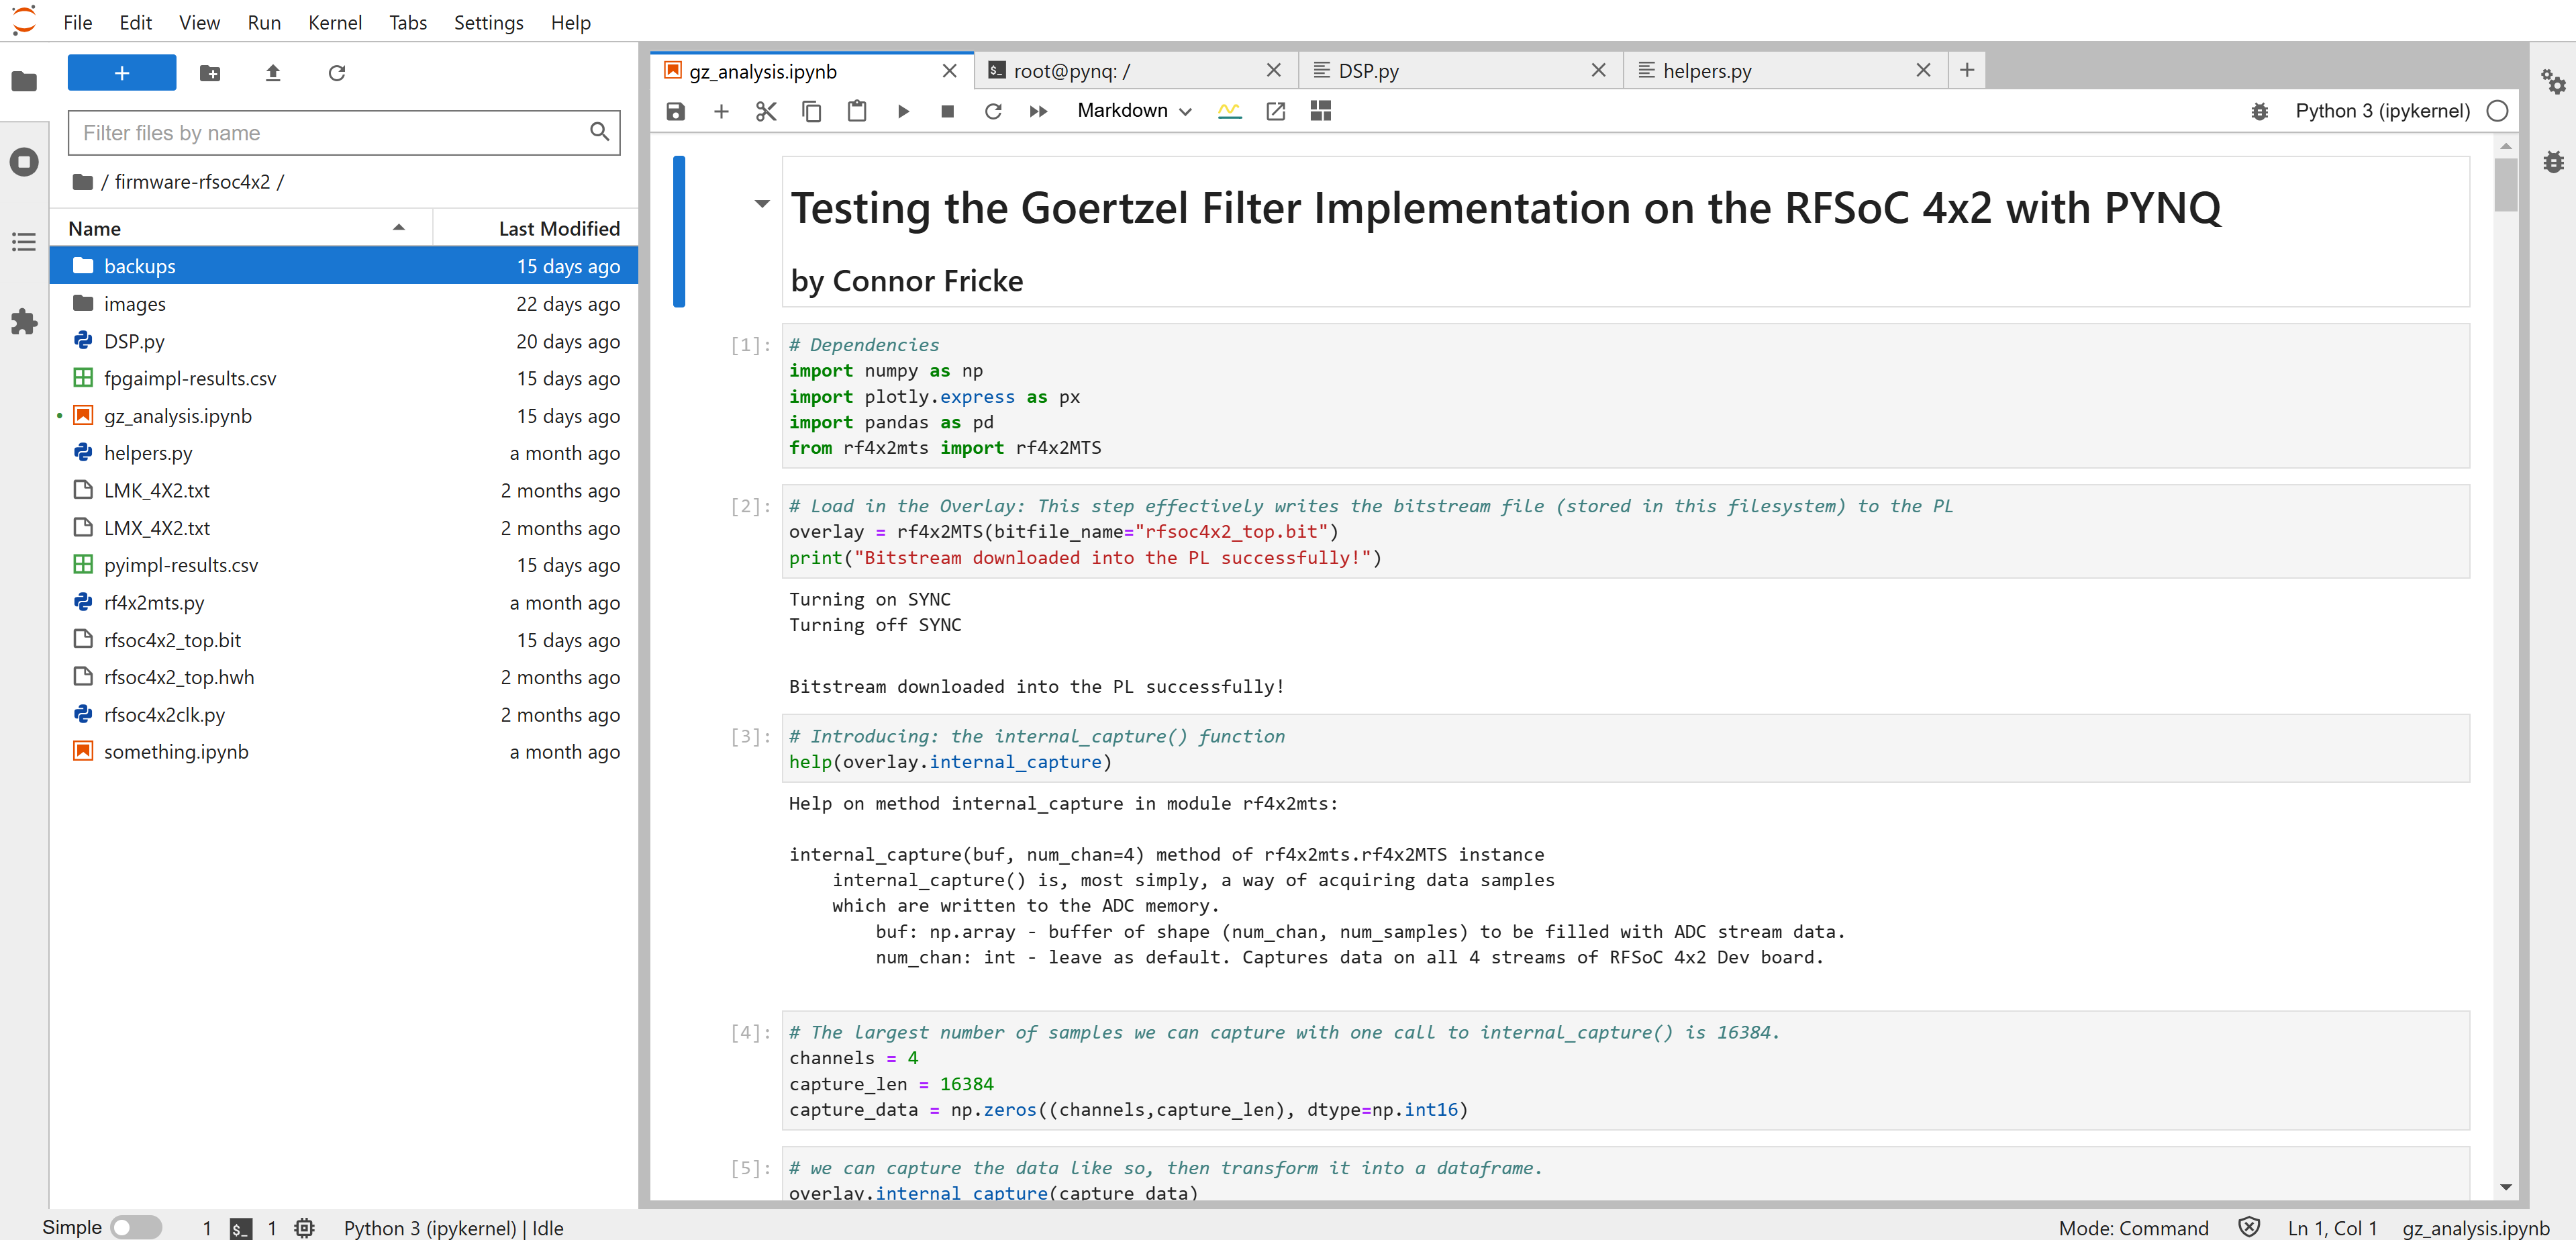 File Edit View Run Kernel Tabs Settings Help
Filter files by name
/ firmware-rfsoc4x2 /
Name Last Modified
backups 15 days ago
images 22 days ago
DSP.py 20 days ago
fpgaimpl-results.csv 15 days ago
gz_analysis.ipynb 15 days ago
helpers.py a month ago
LMK_4X2.txt 2 months ago
LMX_4X2.txt 2 months ago
pyimpl-results.csv 15 days ago
rf4x2mts.py a month ago
rfsoc4x2_top.bit 15 days ago
rfsoc4x2_top.hwh 2 months ago
rfsoc4x2clk.py 2 months ago
something.ipynb a month ago
gz_analysis.ipynb root@pynq: / DSP.py helpers.py
Markdown Python 3 (ipykernel)
Testing the Goertzel Filter Implementation on the RFSoC 4x2 with PYNQ
by Connor Fricke
[1]: # Dependencies
import numpy as np
import plotly.express as px
import pandas as pd
from rf4x2mts import rf4x2MTS
[2]: # Load in the Overlay: This step effectively writes the bitstream file (stored in this filesystem) to the PL
overlay = rf4x2MTS(bitfile_name="rfsoc4x2_top.bit")
print("Bitstream downloaded into the PL successfully!")
Turning on SYNC
Turning off SYNC
Bitstream downloaded into the PL successfully!
[3]: # Introducing: the internal_capture() function
help(overlay.internal_capture)
Help on method internal_capture in module rf4x2mts:
internal_capture(buf, num_chan=4) method of rf4x2mts.rf4x2MTS instance
internal_capture() is, most simply, a way of acquiring data samples
which are written to the ADC memory.
buf: np.array - buffer of shape (num_chan, num_samples) to be filled with ADC stream data.
num_chan: int - leave as default. Captures data on all 4 streams of RFSoC 4x2 Dev board.
[4]: # The largest number of samples we can capture with one call to internal_capture() is 16384.
channels = 4
capture_len = 16384
capture_data = np.zeros((channels,capture_len), dtype=np.int16)
[5]: # we can capture the data like so, then transform it into a dataframe.
overlay.internal_capture(capture_data)
Simple 1 $_ 1 Python 3 (ipykernel) | Idle Mode: Command Ln 1, Col 1 gz_analysis.ipynb